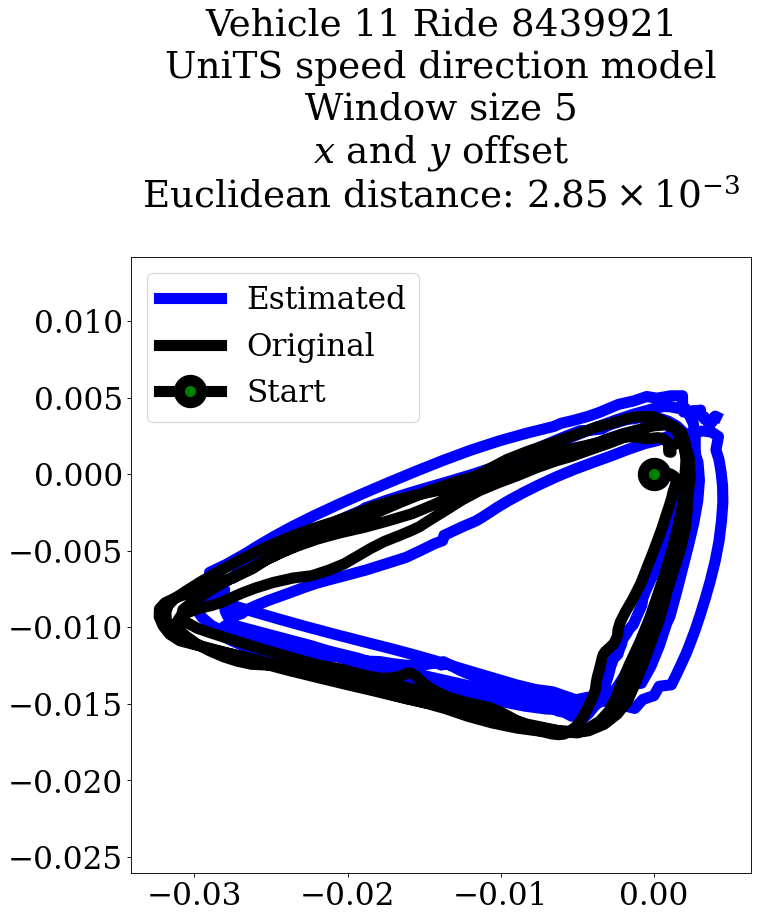 Vehicle 11 Ride 8439921
UniTS speed direction model
Window size 5
x and y offset
Euclidean distance: 2.85 × 10⁻³
Estimated
Original
Start
0.010
0.005
0.000
−0.005
−0.010
−0.015
−0.020
−0.025
−0.03 −0.02 −0.01 0.00